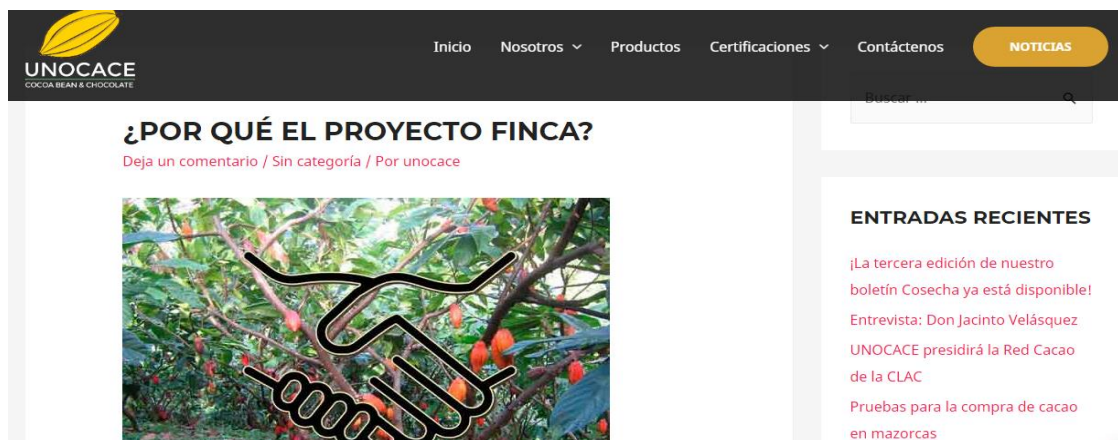 UNOCACE
COCOA BEAN & CHOCOLATE
Inicio Nosotros Productos Certificaciones Contáctenos NOTICIAS
Buscar ...
¿POR QUÉ EL PROYECTO FINCA?
Deja un comentario / Sin categoría / Por unocace
ENTRADAS RECIENTES
¡La tercera edición de nuestro
boletín Cosecha ya está disponible!
Entrevista: Don Jacinto Velásquez
UNOCACE presidirá la Red Cacao
de la CLAC
Pruebas para la compra de cacao
en mazorcas